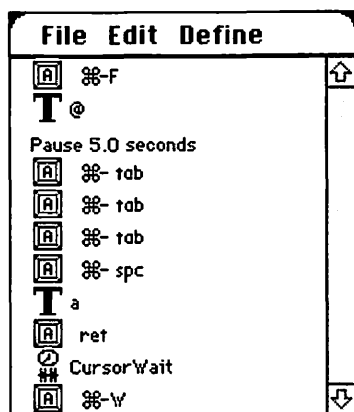 File Edit Define
A ⌘-F
T @
Pause 5.0 seconds
A ⌘- tab
A ⌘- tab
A ⌘- tab
A ⌘- spc
T a
A ret
CursorWait
A ⌘-W